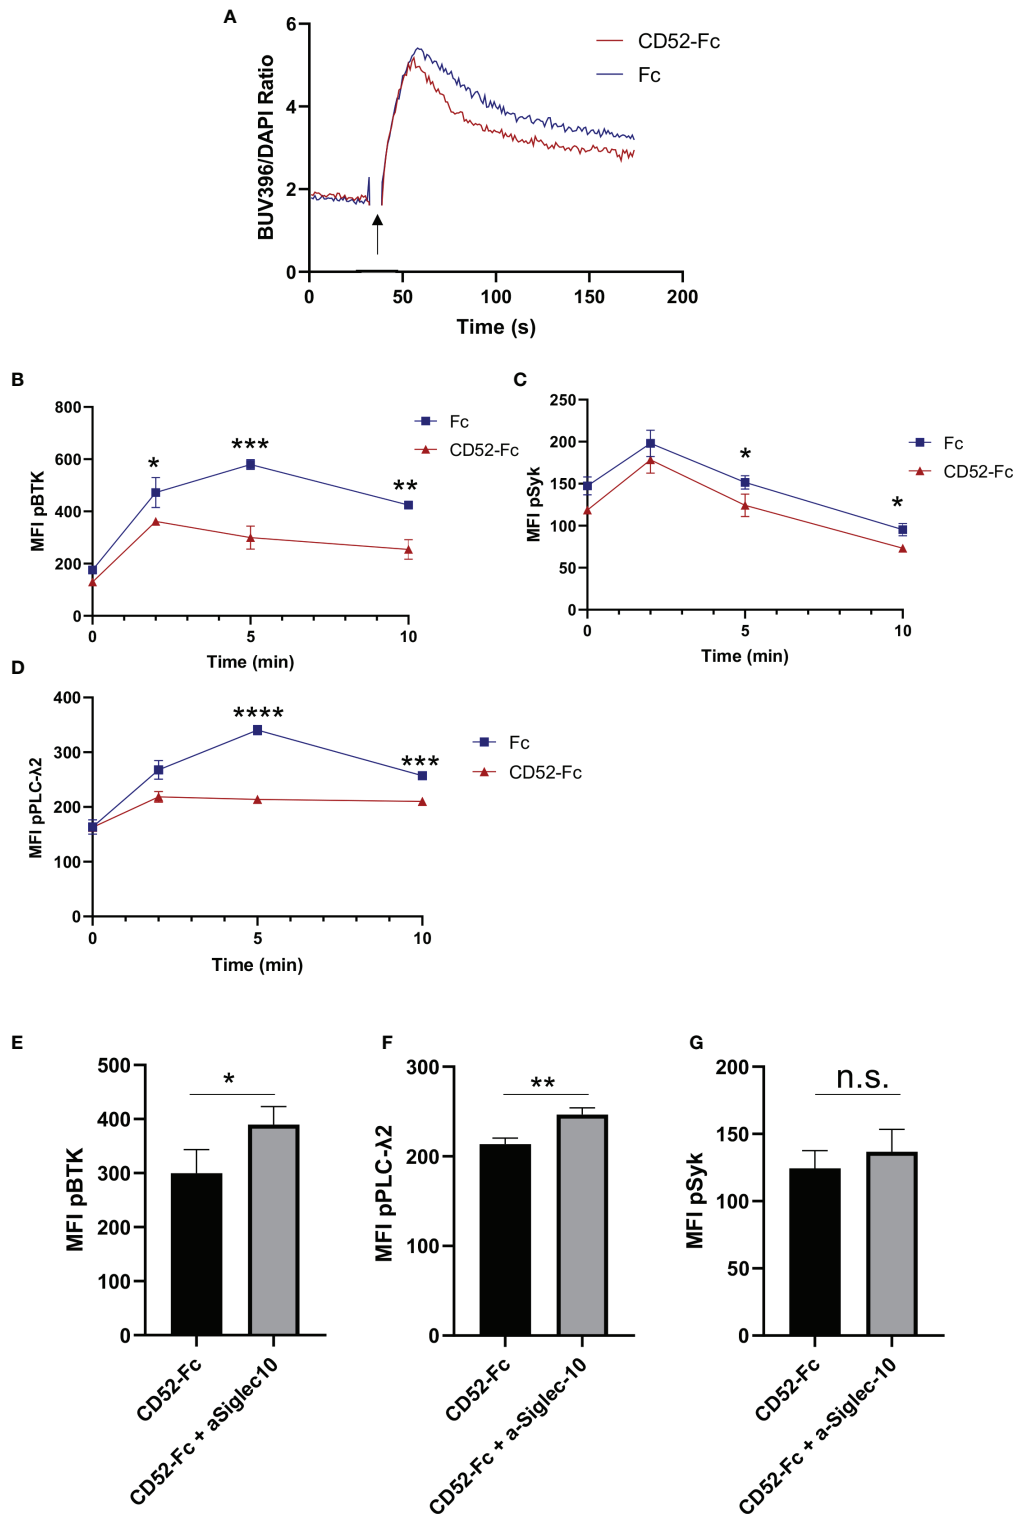 A
6
4
2
0
BUV396/DAPI Ratio
CD52-Fc
Fc
0 50 100 150 200
Time (s)
B
800
600
400
200
0
MFI pBTK
*
***
**
Fc
CD52-Fc
0 5 10
Time (min)
C
250
200
150
100
50
0
MFI pSyk
*
*
Fc
CD52-Fc
0 5 10
Time (min)
D
400
300
200
100
0
MFI pPLC-λ2
****
***
Fc
CD52-Fc
0 5 10
Time (min)
E
500
400
300
200
100
0
MFI pBTK
*
CD52-Fc
CD52-Fc + aSiglec10
F
300
200
100
0
MFI pPLC-λ2
**
CD52-Fc
CD52-Fc + a-Siglec-10
G
200
150
100
50
0
MFI pSyk
n.s.
CD52-Fc
CD52-Fc + a-Siglec-10